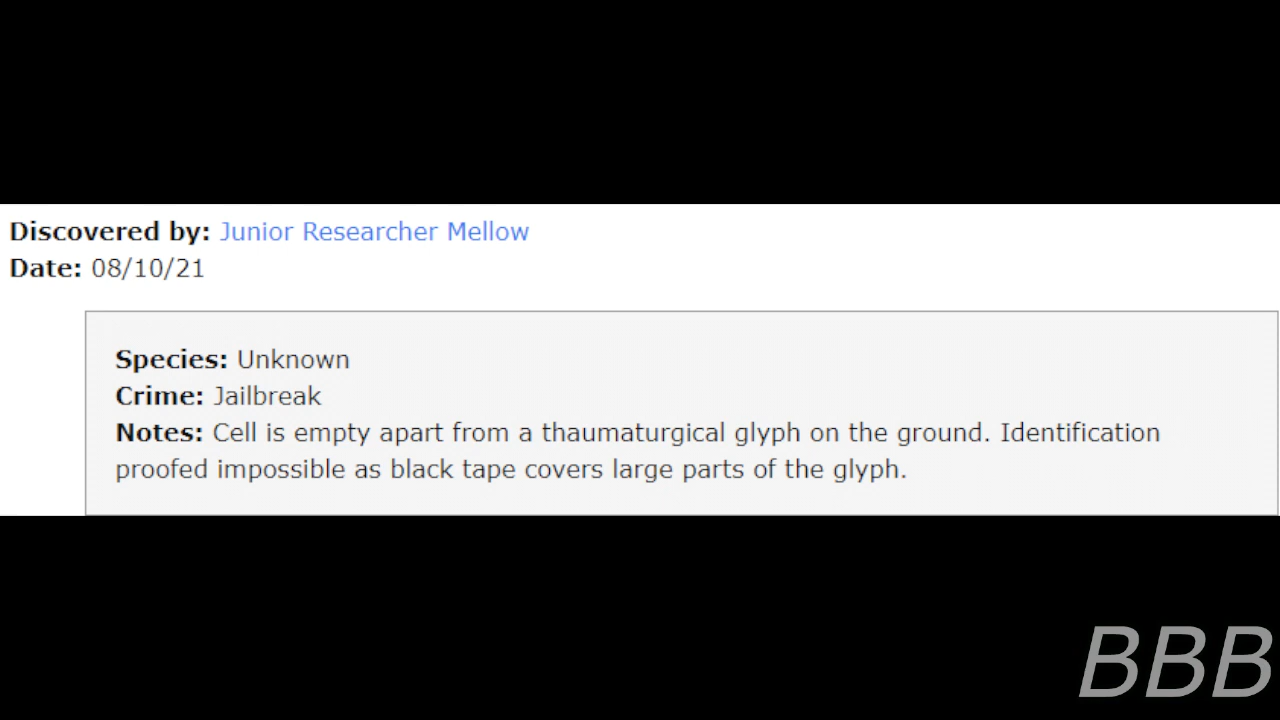 Discovered by: Junior Researcher Mellow
Date: 08/10/21
Species: Unknown
Crime: Jailbreak
Notes: Cell is empty apart from a thaumaturgical glyph on the ground. Identification
proofed impossible as black tape covers large parts of the glyph.
BBB